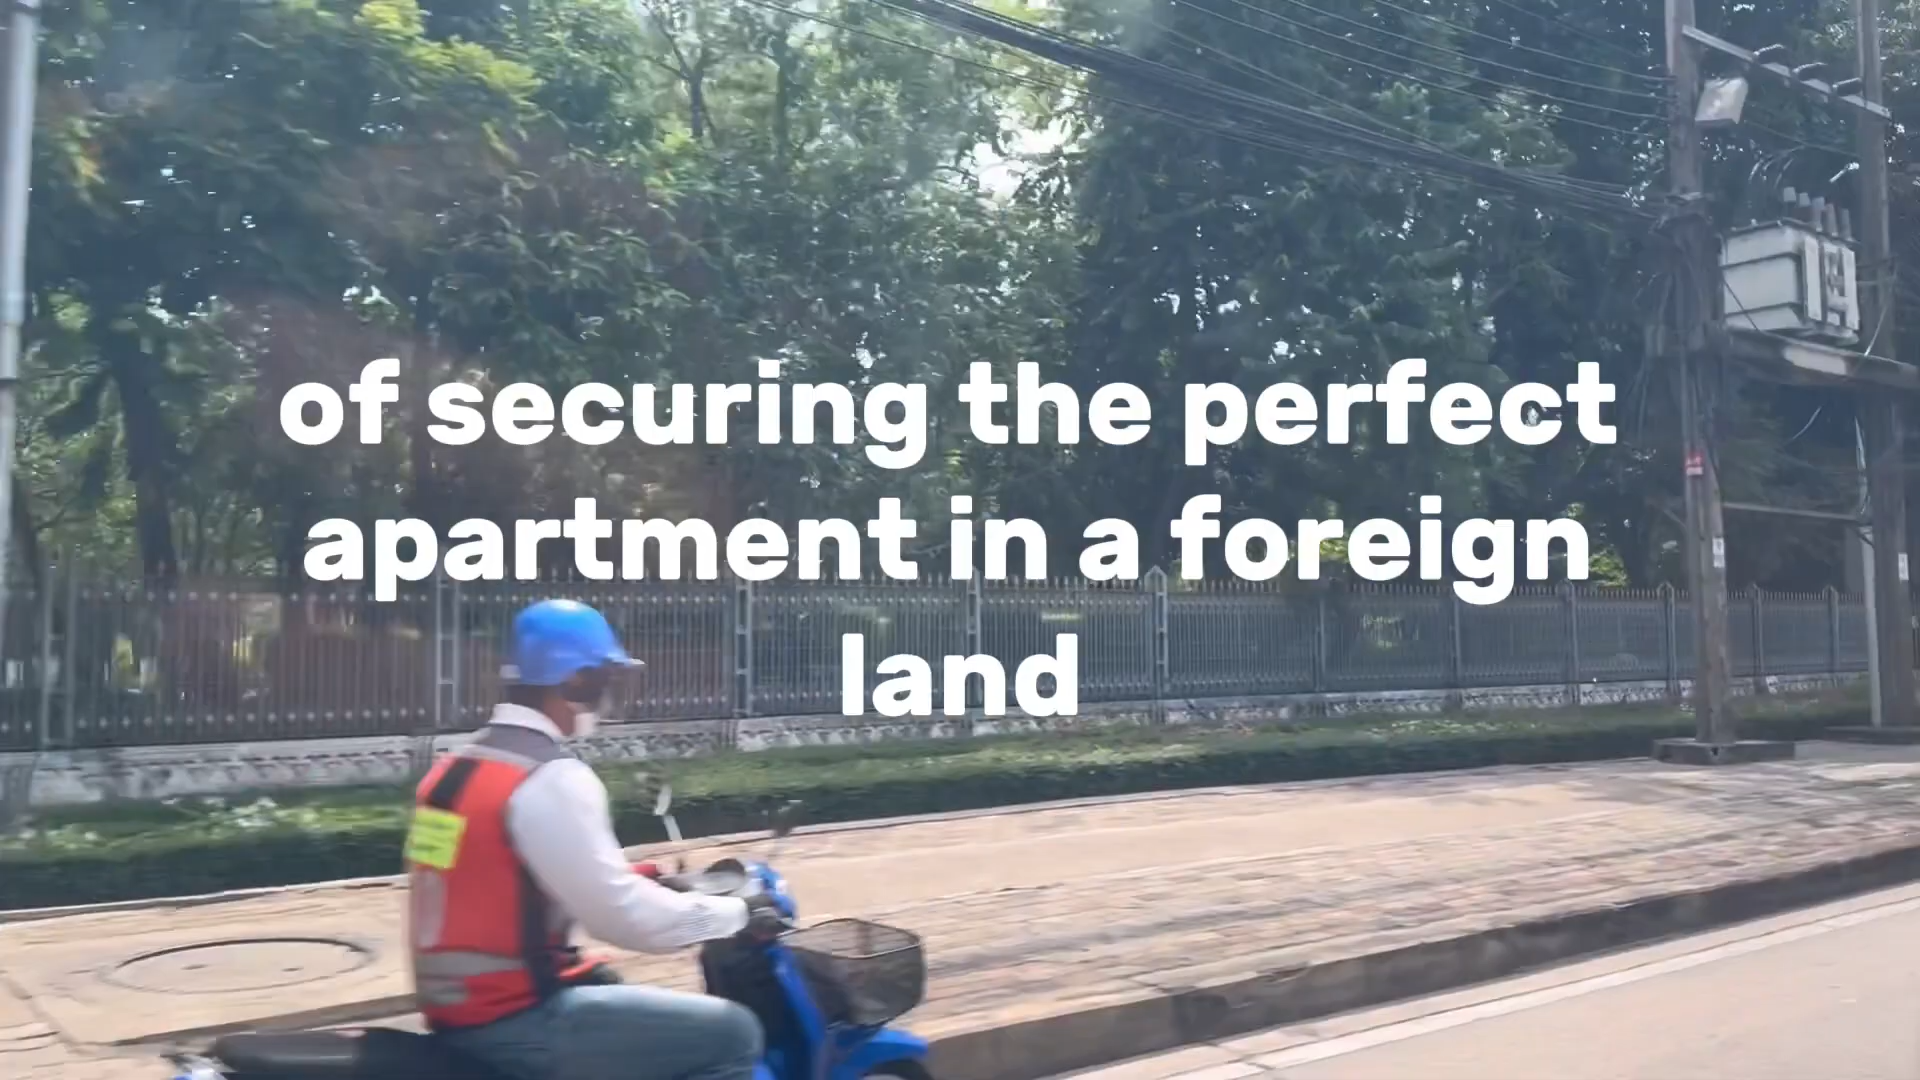 of securing the perfect
apartment in a foreign
land